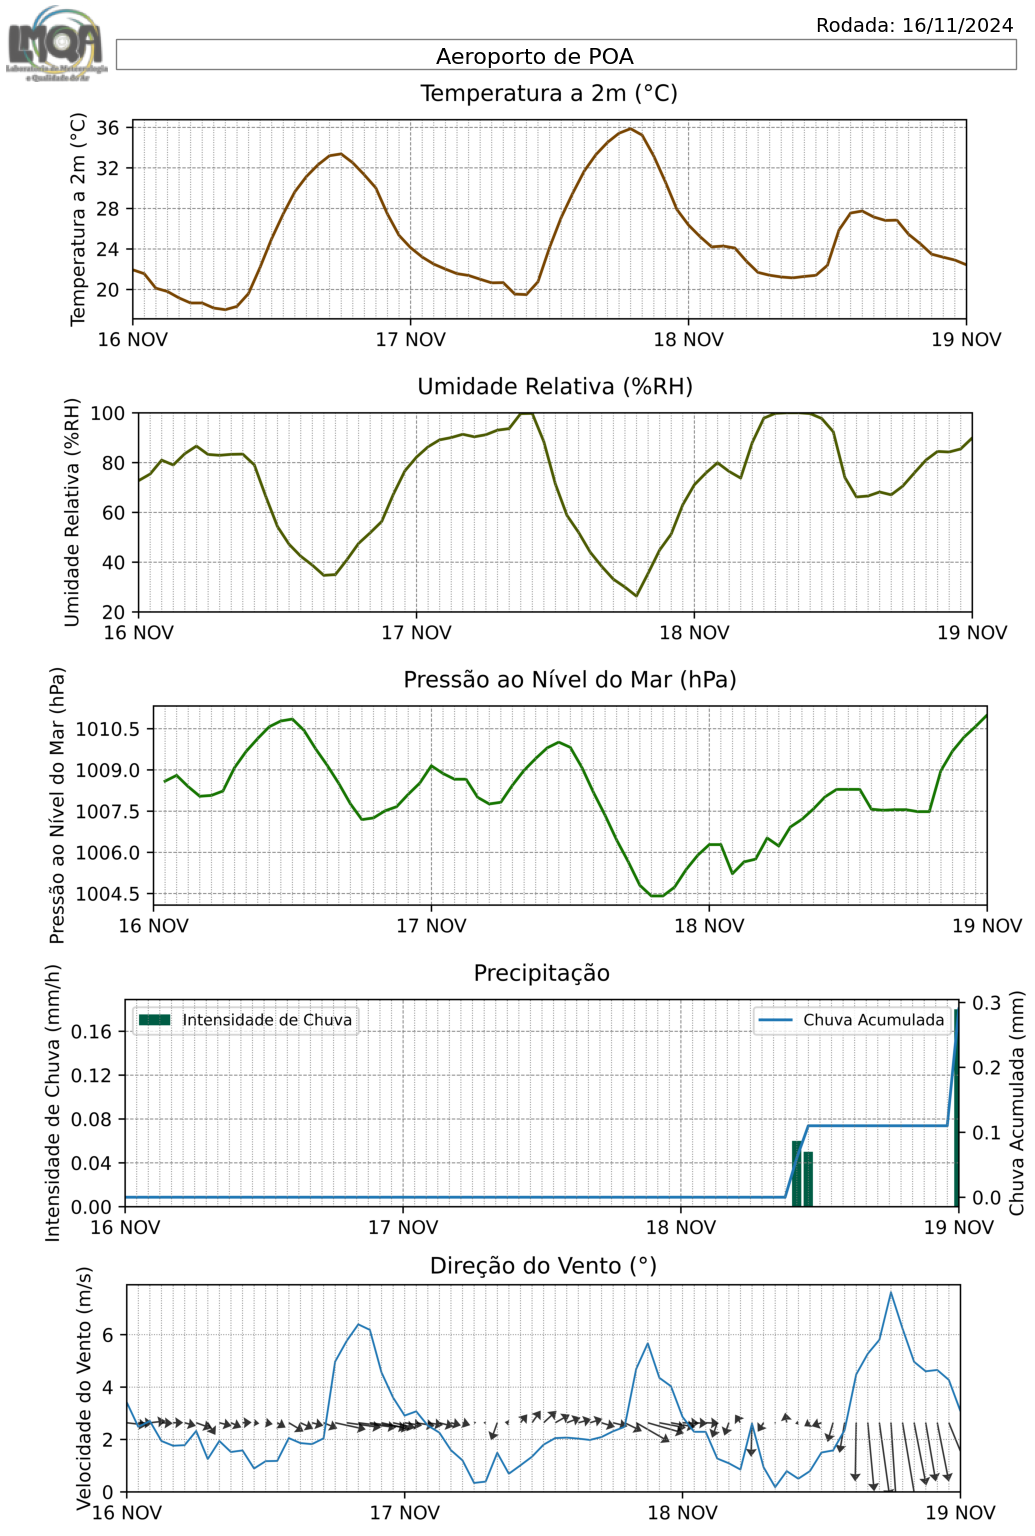 LMQA
Laboratório de Meteorologia
e Qualidade do Ar
Rodada: 16/11/2024
Aeroporto de POA
Temperatura a 2m (°C)
Temperatura a 2m (°C)
36
32
28
24
20
16 NOV 17 NOV 18 NOV 19 NOV
Umidade Relativa (%RH)
Umidade Relativa (%RH)
100
80
60
40
20
16 NOV 17 NOV 18 NOV 19 NOV
Pressão ao Nível do Mar (hPa)
Pressão ao Nível do Mar (hPa)
1010.5
1009.0
1007.5
1006.0
1004.5
16 NOV 17 NOV 18 NOV 19 NOV
Precipitação
Intensidade de Chuva (mm/h)
Intensidade de Chuva
Chuva Acumulada
Chuva Acumulada (mm)
0.16
0.12
0.08
0.04
0.00
0.3
0.2
0.1
0.0
16 NOV 17 NOV 18 NOV 19 NOV
Direção do Vento (°)
Velocidade do Vento (m/s)
6
4
2
0
16 NOV 17 NOV 18 NOV 19 NOV